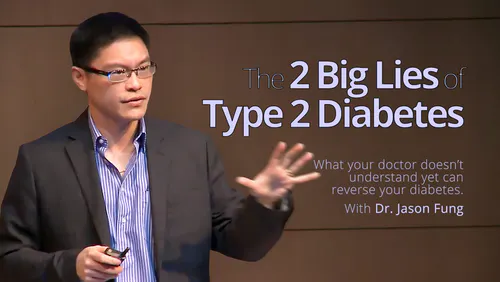 The 2 Big Lies of
Type 2 Diabetes
What your doctor doesn't
understand yet can
reverse your diabetes.
With Dr. Jason Fung